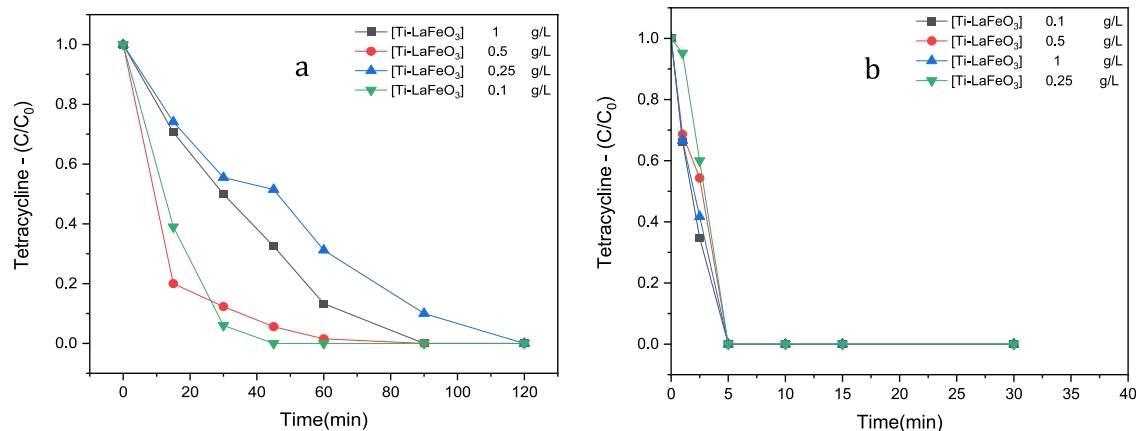 a
[Ti-LaFeO₃] 1 g/L
[Ti-LaFeO₃] 0.5 g/L
[Ti-LaFeO₃] 0.25 g/L
[Ti-LaFeO₃] 0.1 g/L
Tetracycline - (C/C₀)
1.0
0.8
0.6
0.4
0.2
0.0
0 20 40 60 80 100 120
Time(min)
b
[Ti-LaFeO₃] 0.1 g/L
[Ti-LaFeO₃] 0.5 g/L
[Ti-LaFeO₃] 1 g/L
[Ti-LaFeO₃] 0.25 g/L
Tetracycline - (C/C₀)
1.0
0.8
0.6
0.4
0.2
0.0
0 5 10 15 20 25 30 35 40
Time(min)